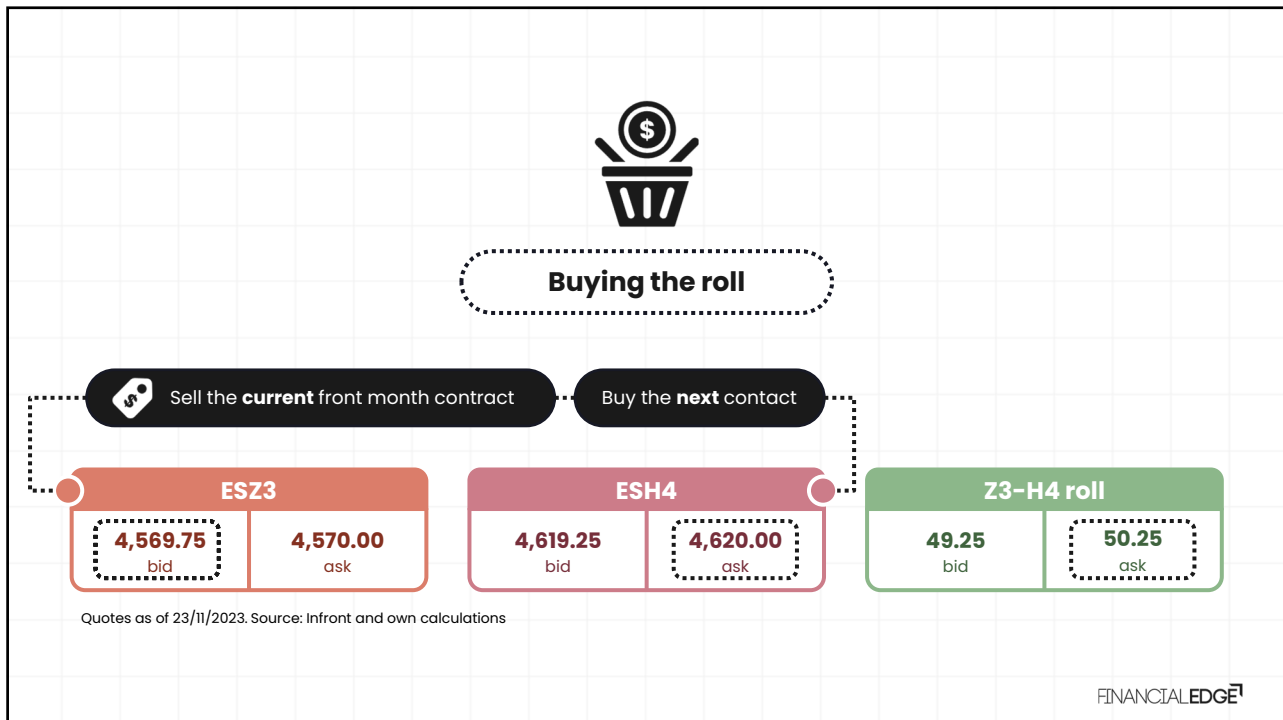 $
Buying the roll
$
Sell the current front month contract
Buy the next contact
ESZ3
4,569.75
bid
4,570.00
ask
ESH4
4,619.25
bid
4,620.00
ask
Z3-H4 roll
49.25
bid
50.25
ask
Quotes as of 23/11/2023. Source: Infront and own calculations
FINANCIALEDGE